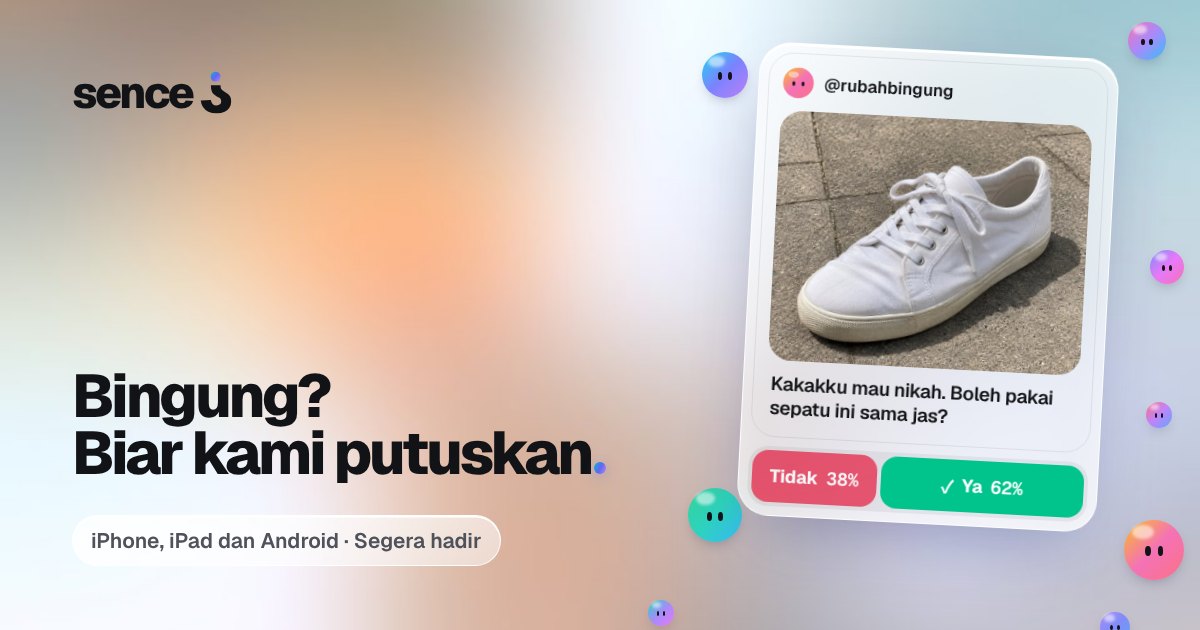 sence
@rubahbingung
Kakakku mau nikah. Boleh pakai
sepatu ini sama jas?
Tidak 38%
✓ Ya 62%
Bingung?
Biar kami putuskan.
iPhone, iPad dan Android · Segera hadir